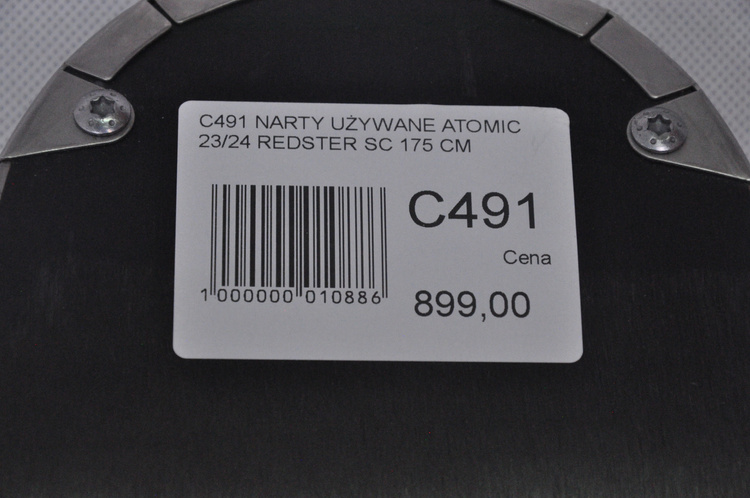 C491 NARTY UŻYWANE ATOMIC
23/24 REDSTER SC 175 CM
C491
Cena
1 000000 010886
899,00